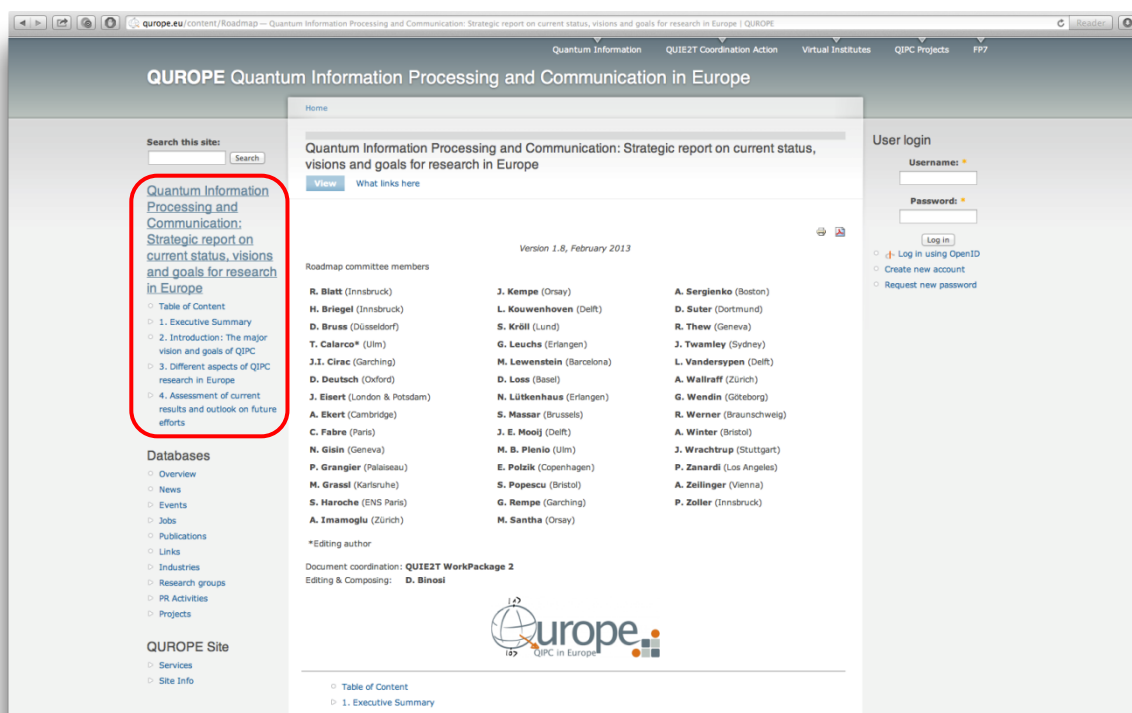 qurope.eu/content/Roadmap — Quantum Information Processing and Communication: Strategic report on current status, visions and goals for research in Europe | QUROPE
Reader
Quantum Information
QUIE2T Coordination Action
Virtual Institutes
QIPC Projects
FP7
QUROPE Quantum Information Processing and Communication in Europe
Home
Search this site:
Search
Quantum Information
Processing and
Communication:
Strategic report on
current status, visions
and goals for research
in Europe
Table of Content
1. Executive Summary
2. Introduction: The major
vision and goals of QIPC
3. Different aspects of QIPC
research in Europe
4. Assessment of current
results and outlook on future
efforts
Databases
Overview
News
Events
Jobs
Publications
Links
Industries
Research groups
PR Activities
Projects
QUROPE Site
Services
Site Info
Quantum Information Processing and Communication: Strategic report on current status,
visions and goals for research in Europe
View
What links here
Version 1.8, February 2013
Roadmap committee members
R. Blatt (Innsbruck)
H. Briegel (Innsbruck)
D. Bruss (Düsseldorf)
T. Calarco* (Ulm)
J.I. Cirac (Garching)
D. Deutsch (Oxford)
J. Eisert (London & Potsdam)
A. Ekert (Cambridge)
C. Fabre (Paris)
N. Gisin (Geneva)
P. Grangier (Palaiseau)
M. Grassl (Karlsruhe)
S. Haroche (ENS Paris)
A. Imamoglu (Zürich)
J. Kempe (Orsay)
L. Kouwenhoven (Delft)
S. Kröll (Lund)
G. Leuchs (Erlangen)
M. Lewenstein (Barcelona)
D. Loss (Basel)
N. Lütkenhaus (Erlangen)
S. Massar (Brussels)
J. E. Mooij (Delft)
M. B. Plenio (Ulm)
E. Polzik (Copenhagen)
S. Popescu (Bristol)
G. Rempe (Garching)
M. Santha (Orsay)
A. Sergienko (Boston)
D. Suter (Dortmund)
R. Thew (Geneva)
J. Twamley (Sydney)
L. Vandersypen (Delft)
A. Wallraff (Zürich)
G. Wendin (Göteborg)
R. Werner (Braunschweig)
A. Winter (Bristol)
J. Wrachtrup (Stuttgart)
P. Zanardi (Los Angeles)
A. Zeilinger (Vienna)
P. Zoller (Innsbruck)
*Editing author
Document coordination: QUIE2T WorkPackage 2
Editing & Composing: D. Binosi
Qurope
QIPC in Europe
Table of Content
1. Executive Summary
User login
Username: *
Password: *
Log in
Log in using OpenID
Create new account
Request new password